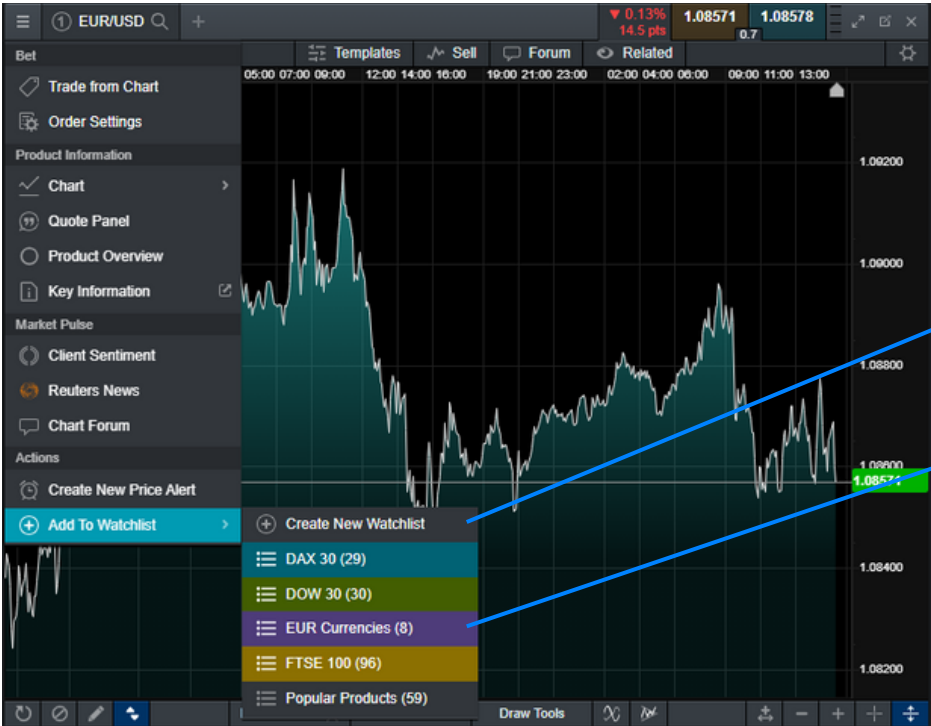 ① EUR/USD
▼ 0.13%
14.5 pts
1.08571
1.08578
0.7
Bet
Templates
Sell
Forum
Related
05:00 07:00 09:00 12:00 14:00 16:00 19:00 21:00 23:00 02:00 04:00 06:00 09:00 11:00 13:00
Trade from Chart
Order Settings
Product Information
Chart
Quote Panel
Product Overview
Key Information
Market Pulse
Client Sentiment
Reuters News
Chart Forum
Actions
Create New Price Alert
Add To Watchlist
Create New Watchlist
DAX 30 (29)
DOW 30 (30)
EUR Currencies (8)
FTSE 100 (96)
Popular Products (59)
1.09200
1.09000
1.08800
1.08600
1.08571
1.08400
1.08200
Draw Tools